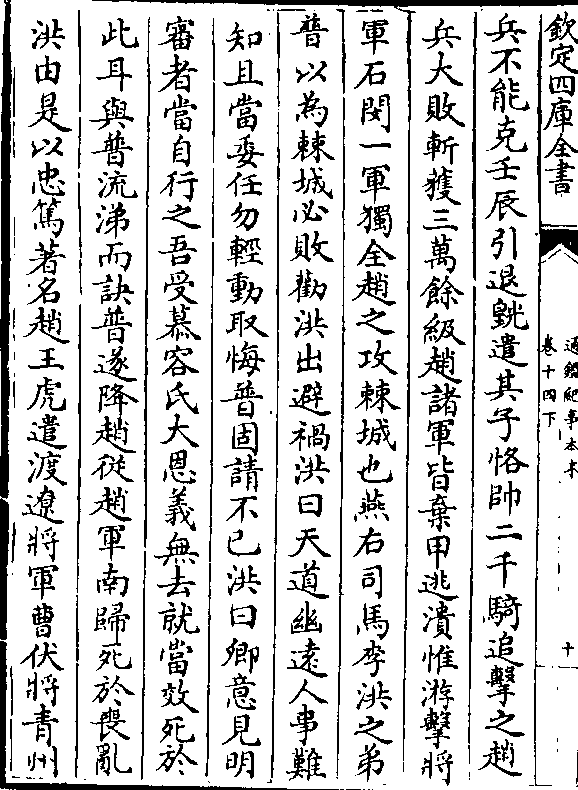 欽定四庫全書
通鑑紀事本末
卷十四下
十
兵不能克壬辰引退皝遣其子恪帥二千騎追擊之趙
兵大敗斬獲三萬餘級趙諸軍皆棄甲逃潰惟游擊將
軍石閔一軍獨全趙之攻棘城也燕右司馬李洪之弟
普以為棘城必敗勸洪出避禍洪曰天道幽遠人事難
知且當委任勿輕動取悔普固請不已洪曰卿意見明
審者當自行之吾受慕容氏大恩義無去就當效死於
此耳與普流涕而訣普遂降趙從趙軍南歸死於喪亂
洪由是以忠篤著名趙王虎遣渡遼將軍曹伏將青州